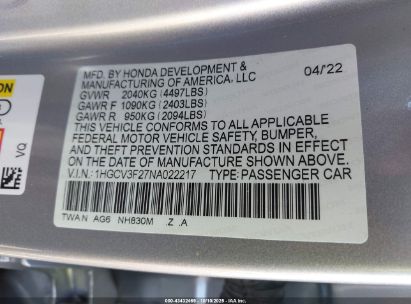 MFD. BY HONDA DEVELOPMENT &
MANUFACTURING OF AMERICA, LLC
04/22
GVWR 2040KG (4497LBS)
GAWR F 1090KG (2403LBS)
GAWR R 950KG (2094LBS)
THIS VEHICLE CONFORMS TO ALL APPLICABLE
FEDERAL MOTOR VEHICLE SAFETY, BUMPER,
AND THEFT PREVENTION STANDARDS IN EFFECT
ON THE DATE OF MANUFACTURE SHOWN ABOVE.
V.I.N.: 1HGCV3F27NA022217 TYPE: PASSENGER CAR
TWA N AG6 NH830M .Z .A
VQ